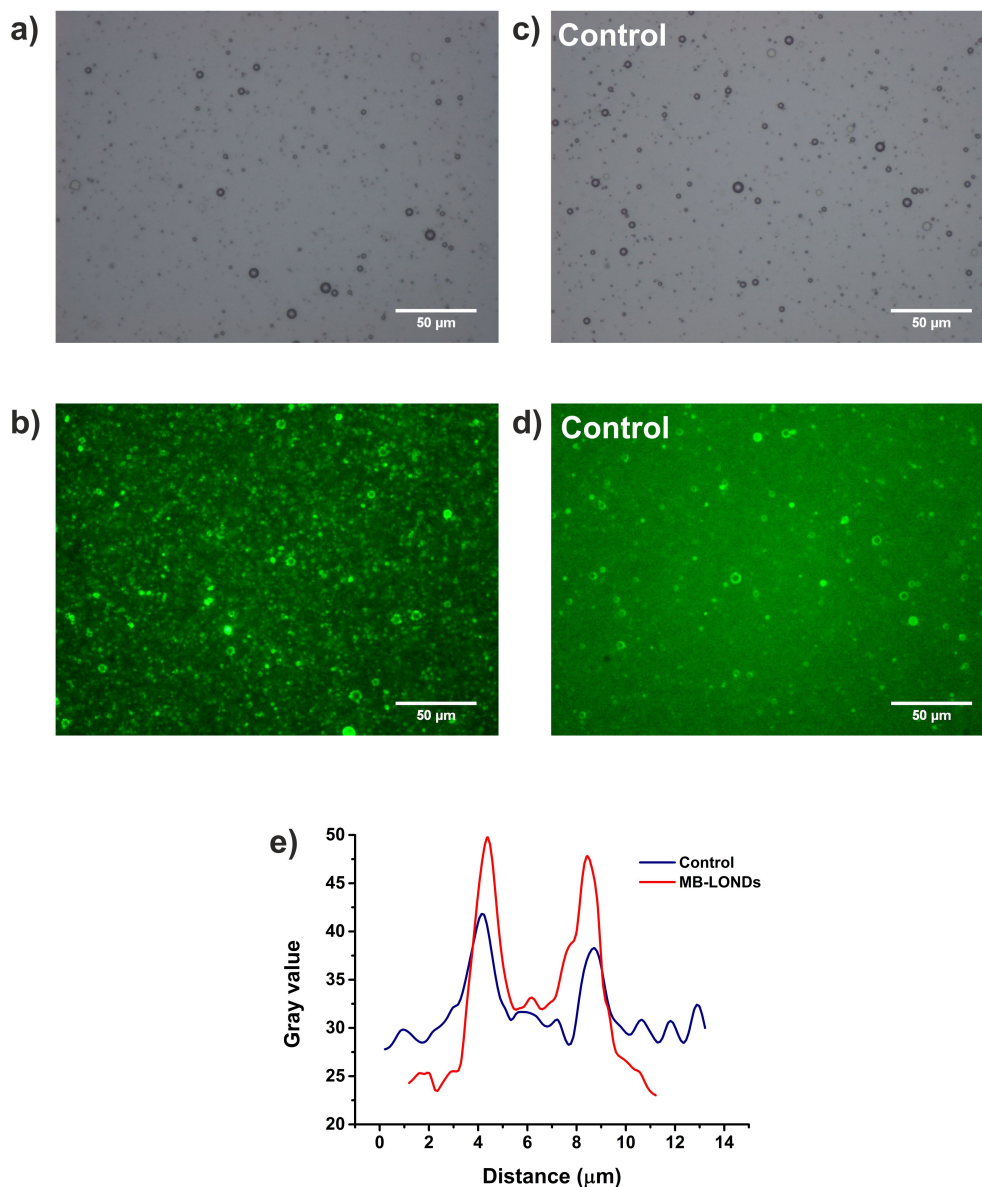 a)
c) Control
50 µm
50 µm
b)
d) Control
50 µm
50 µm
e)
50
45
40
35
30
25
20
Gray value
Control
MB-LONDs
0 2 4 6 8 10 12 14
Distance (µm)